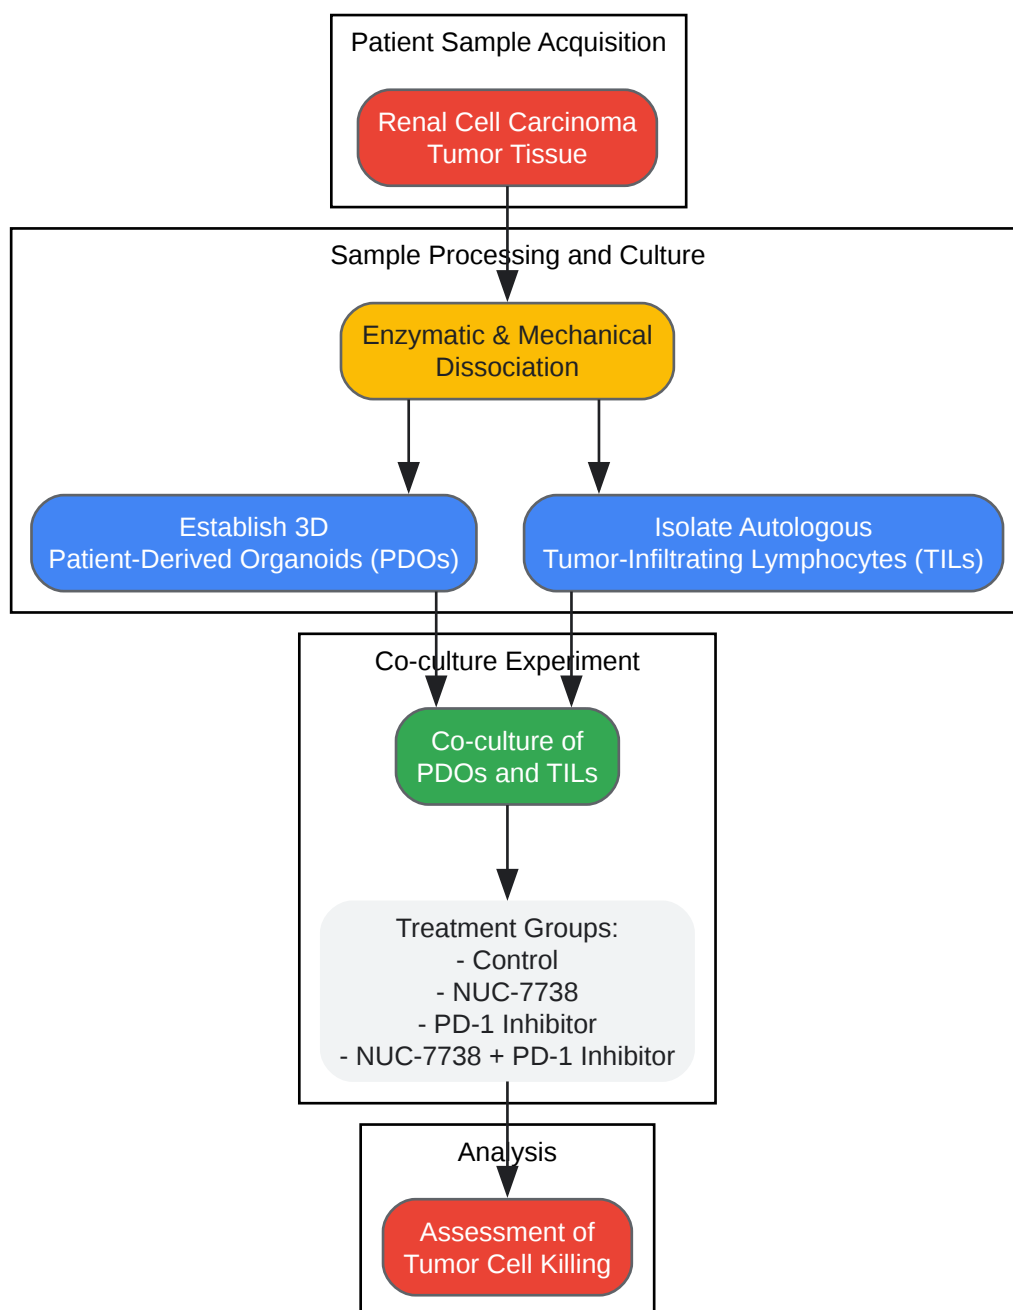 Patient Sample Acquisition
Renal Cell Carcinoma
Tumor Tissue
Sample Processing and Culture
Enzymatic & Mechanical
Dissociation
Establish 3D
Patient-Derived Organoids (PDOs)
Isolate Autologous
Tumor-Infiltrating Lymphocytes (TILs)
Co-culture Experiment
Co-culture of
PDOs and TILs
Treatment Groups:
- Control
- NUC-7738
- PD-1 Inhibitor
- NUC-7738 + PD-1 Inhibitor
Analysis
Assessment of
Tumor Cell Killing